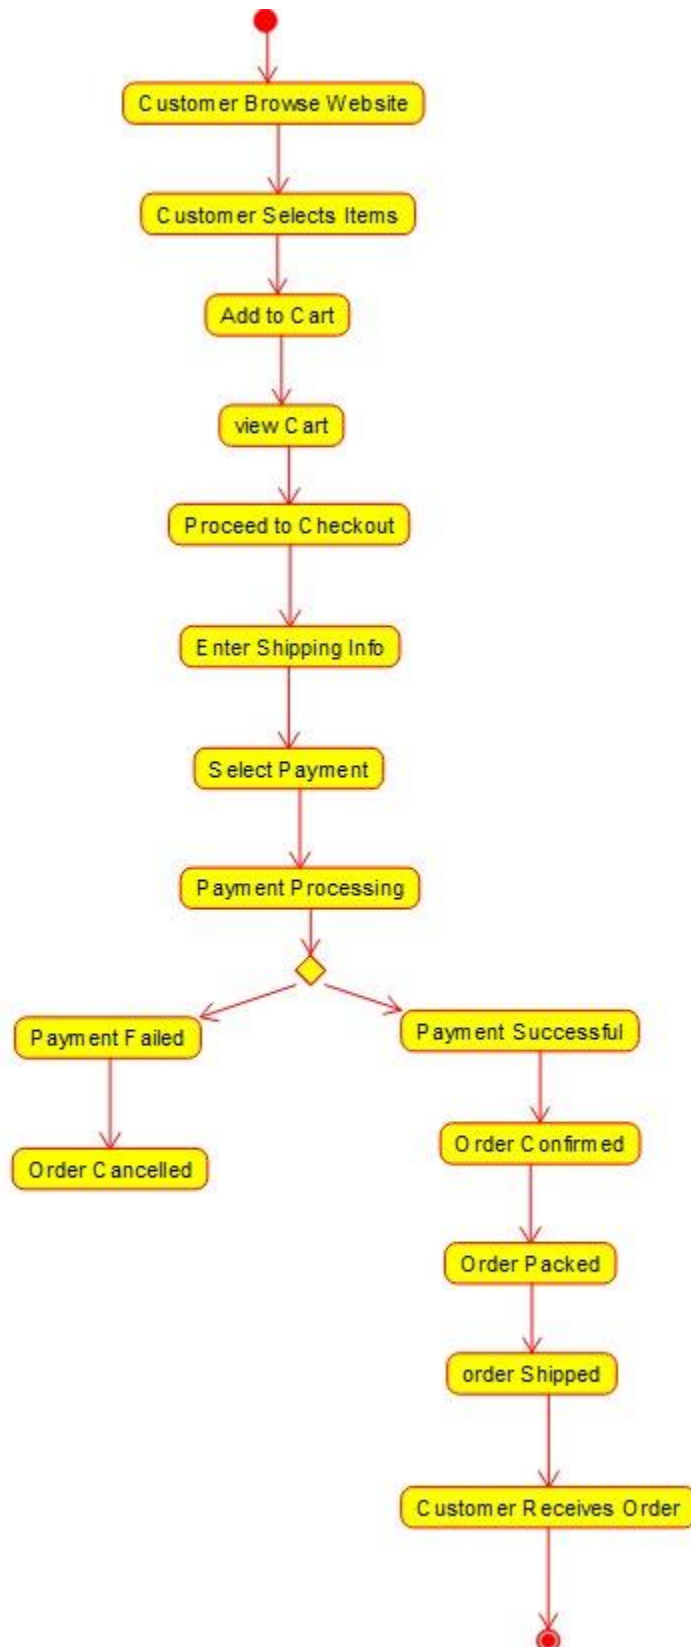 Customer Browse Website
Customer Selects Items
Add to Cart
view Cart
Proceed to Checkout
Enter Shipping Info
Select Payment
Payment Processing
Payment Failed
Payment Successful
Order Cancelled
Order Confirmed
Order Packed
order Shipped
Customer Receives Order